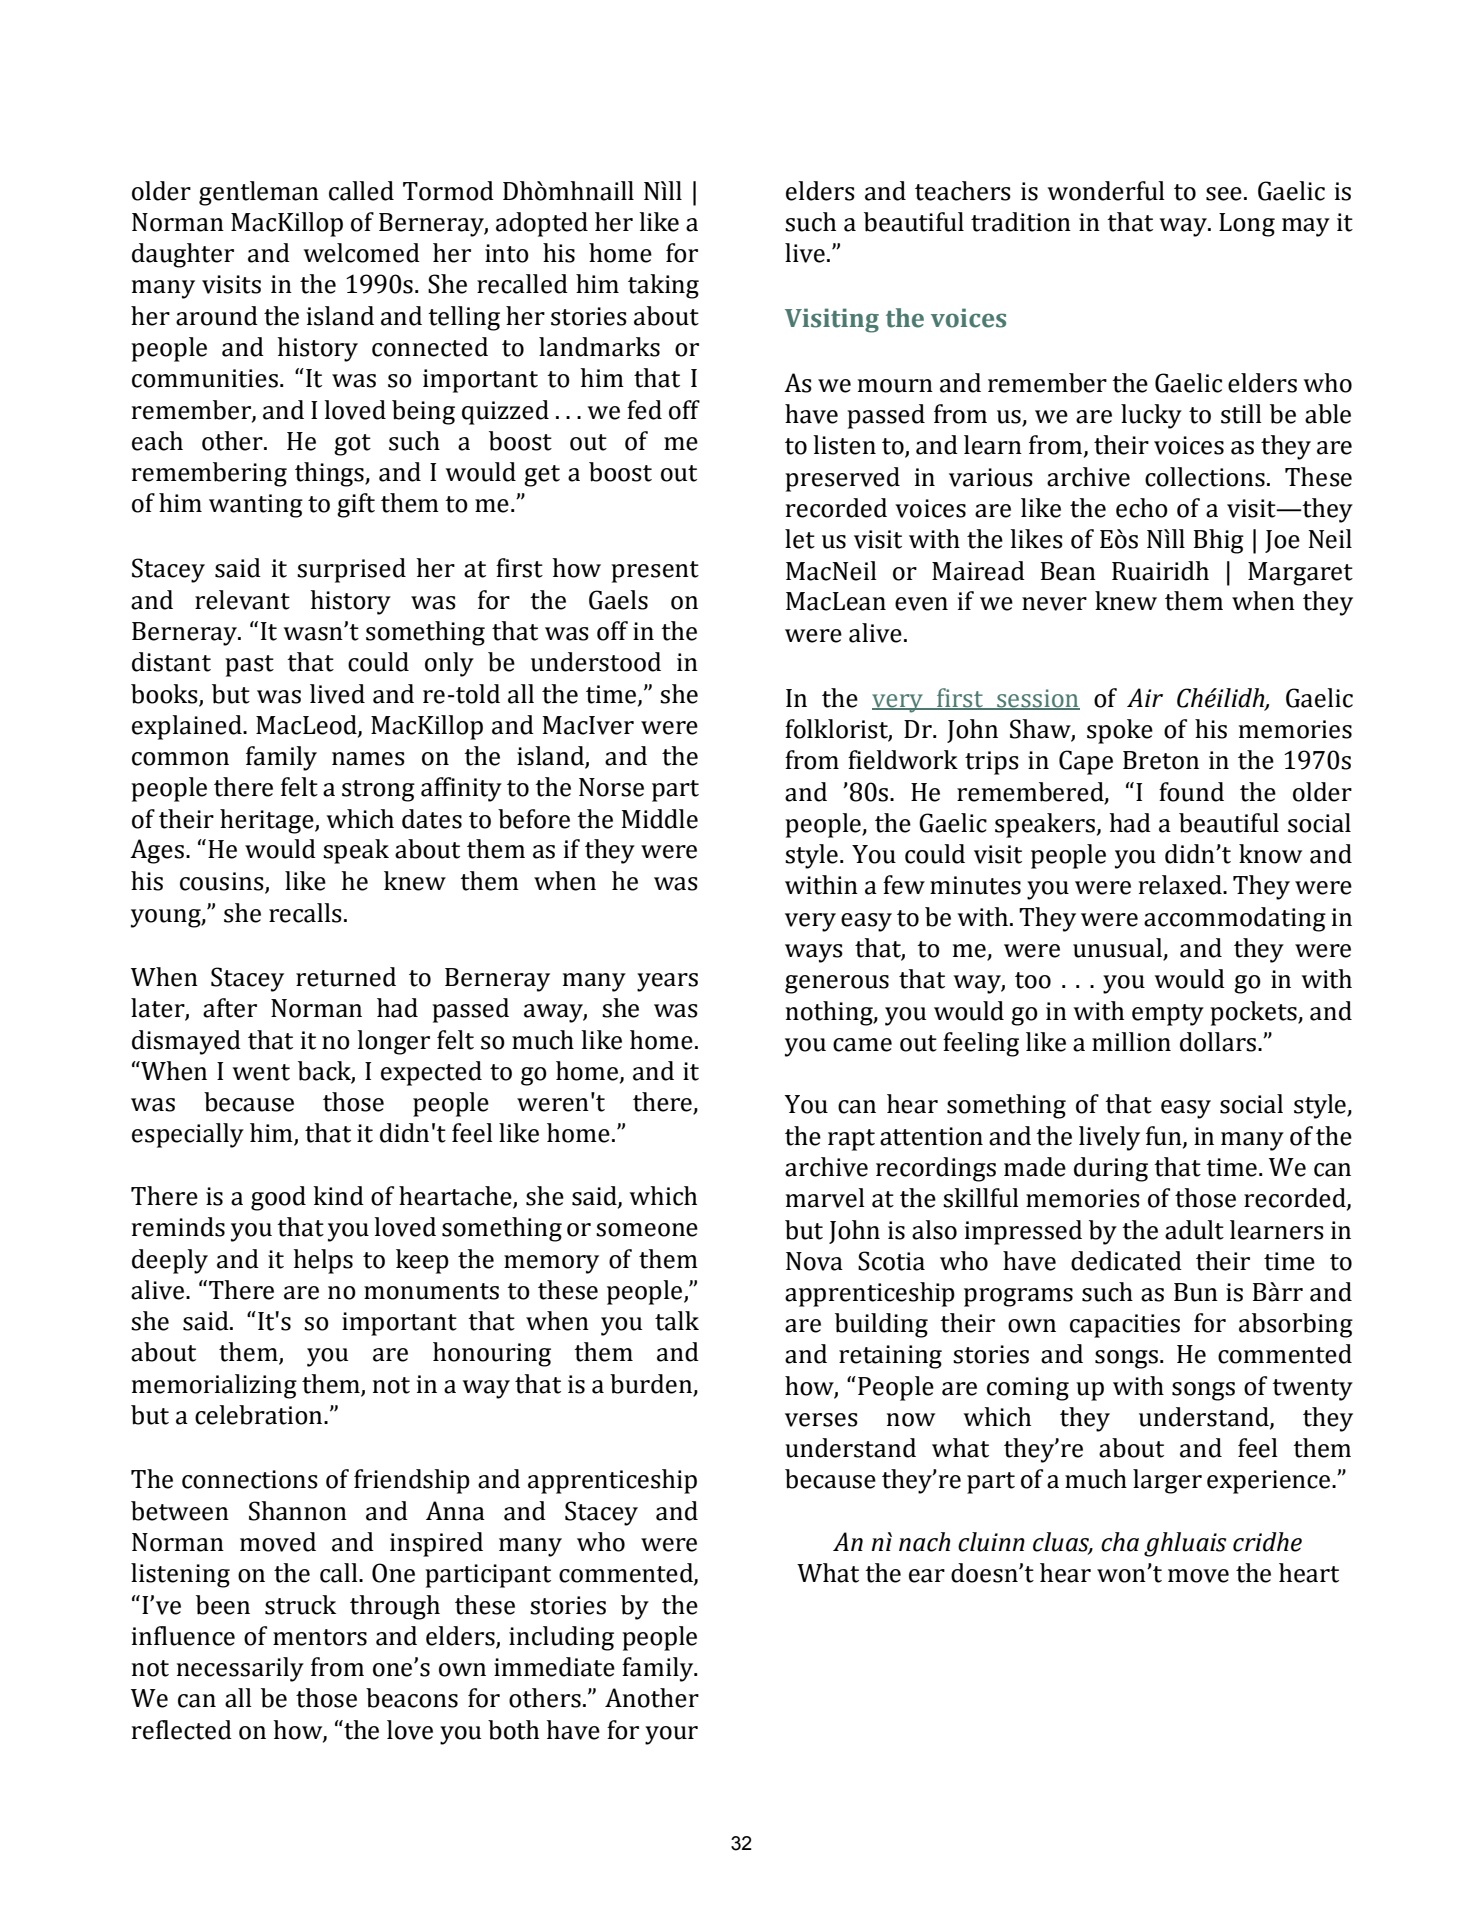 older gentleman called Tormod Dhòmhnaill Nìll |
Norman MacKillop of Berneray, adopted her like a
daughter and welcomed her into his home for
many visits in the 1990s. She recalled him taking
her around the island and telling her stories about
people and history connected to landmarks or
communities. “It was so important to him that I
remember, and I loved being quizzed . . . we fed off
each other. He got such a boost out of me
remembering things, and I would get a boost out
of him wanting to gift them to me.”
Stacey said it surprised her at first how present
and relevant history was for the Gaels on
Berneray. “It wasn’t something that was off in the
distant past that could only be understood in
books, but was lived and re-told all the time,” she
explained. MacLeod, MacKillop and MacIver were
common family names on the island, and the
people there felt a strong affinity to the Norse part
of their heritage, which dates to before the Middle
Ages. “He would speak about them as if they were
his cousins, like he knew them when he was
young,” she recalls.
When Stacey returned to Berneray many years
later, after Norman had passed away, she was
dismayed that it no longer felt so much like home.
“When I went back, I expected to go home, and it
was because those people weren't there,
especially him, that it didn't feel like home.”
There is a good kind of heartache, she said, which
reminds you that you loved something or someone
deeply and it helps to keep the memory of them
alive. “There are no monuments to these people,”
she said. “It's so important that when you talk
about them, you are honouring them and
memorializing them, not in a way that is a burden,
but a celebration.”
The connections of friendship and apprenticeship
between Shannon and Anna and Stacey and
Norman moved and inspired many who were
listening on the call. One participant commented,
“I’ve been struck through these stories by the
influence of mentors and elders, including people
not necessarily from one’s own immediate family.
We can all be those beacons for others.” Another
reflected on how, “the love you both have for your
elders and teachers is wonderful to see. Gaelic is
such a beautiful tradition in that way. Long may it
live.”
Visiting the voices
As we mourn and remember the Gaelic elders who
have passed from us, we are lucky to still be able
to listen to, and learn from, their voices as they are
preserved in various archive collections. These
recorded voices are like the echo of a visit—they
let us visit with the likes of Eòs Nìll Bhig | Joe Neil
MacNeil or Mairead Bean Ruairidh | Margaret
MacLean even if we never knew them when they
were alive.
In the very first session of Air Chéilidh, Gaelic
folklorist, Dr. John Shaw, spoke of his memories
from fieldwork trips in Cape Breton in the 1970s
and ’80s. He remembered, “I found the older
people, the Gaelic speakers, had a beautiful social
style. You could visit people you didn’t know and
within a few minutes you were relaxed. They were
very easy to be with. They were accommodating in
ways that, to me, were unusual, and they were
generous that way, too . . . you would go in with
nothing, you would go in with empty pockets, and
you came out feeling like a million dollars.”
You can hear something of that easy social style,
the rapt attention and the lively fun, in many of the
archive recordings made during that time. We can
marvel at the skillful memories of those recorded,
but John is also impressed by the adult learners in
Nova Scotia who have dedicated their time to
apprenticeship programs such as Bun is Bàrr and
are building their own capacities for absorbing
and retaining stories and songs. He commented
how, “People are coming up with songs of twenty
verses now which they understand, they
understand what they’re about and feel them
because they’re part of a much larger experience.”
An nì nach cluinn cluas, cha ghluais cridhe
What the ear doesn’t hear won’t move the heart
32